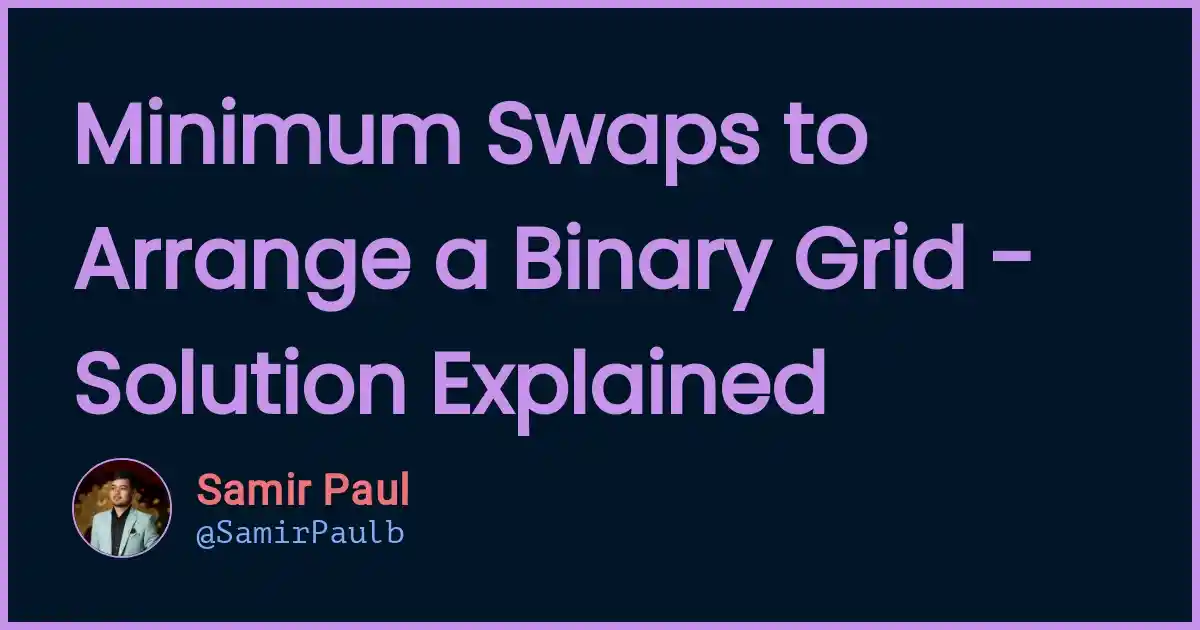 Minimum Swaps to
Arrange a Binary Grid -
Solution Explained
Samir Paul
@SamirPaulb